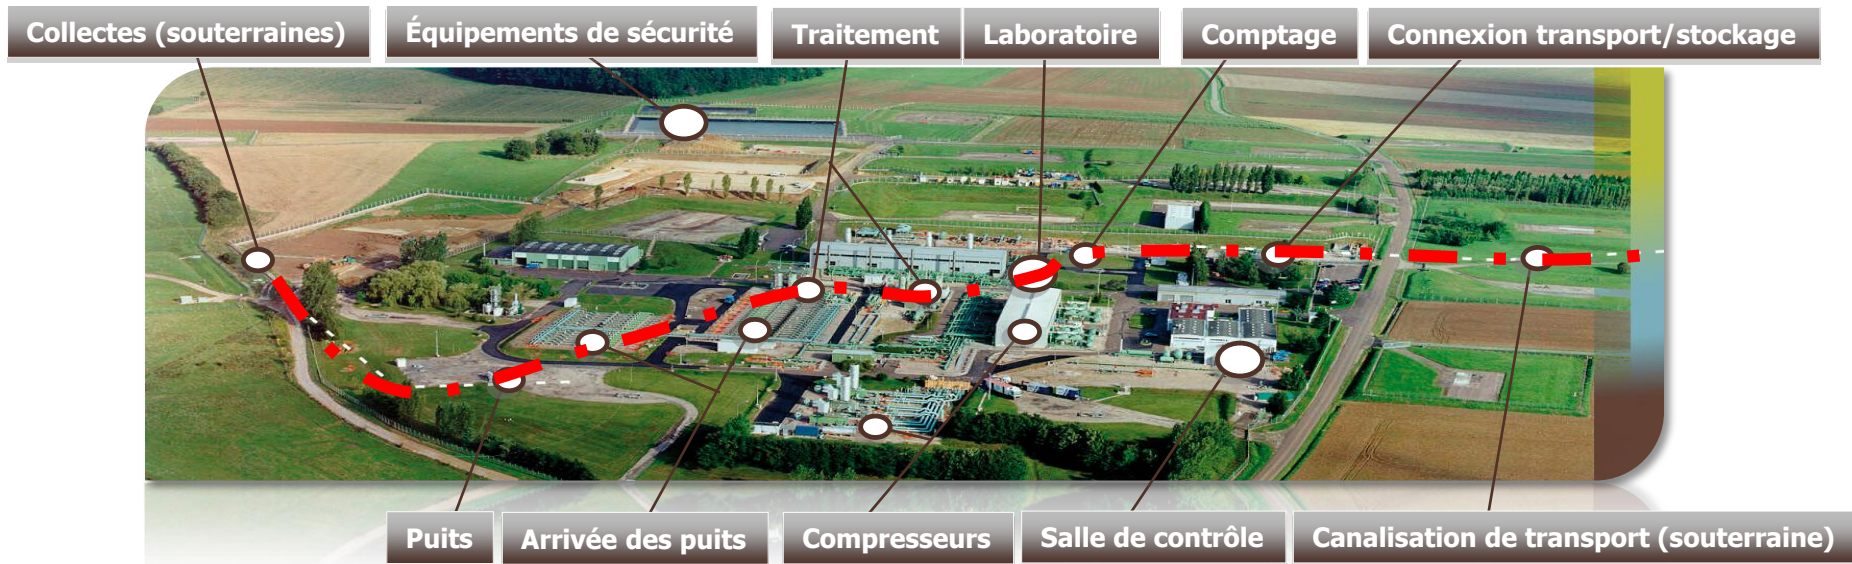 Collectes (souterraines)
Équipements de sécurité
Traitement
Laboratoire
Comptage
Connexion transport/stockage
Puits
Arrivée des puits
Compresseurs
Salle de contrôle
Canalisation de transport (souterraine)